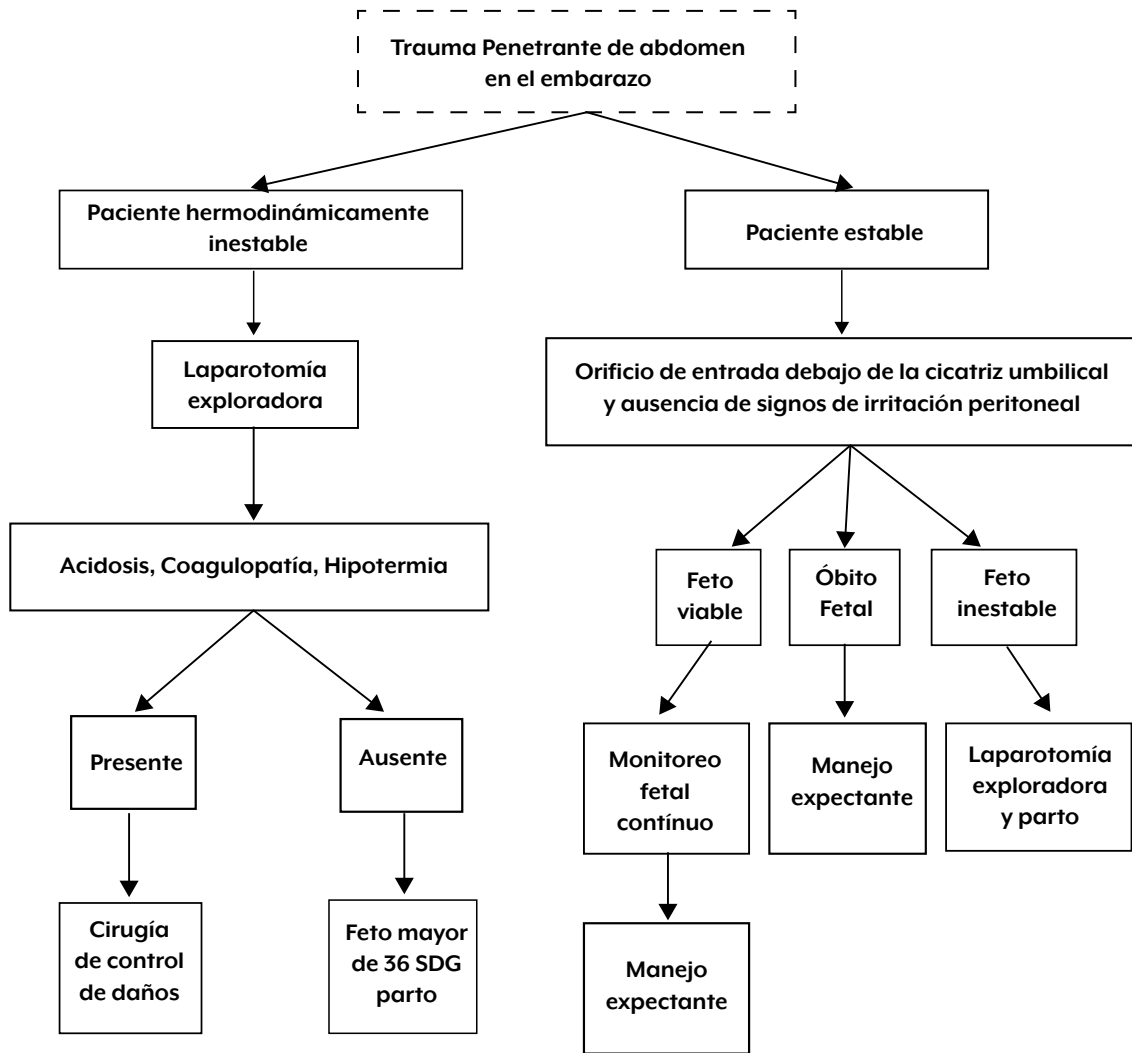 Trauma Penetrante de abdomen
en el embarazo
Paciente hermodinámicamente
inestable
Paciente estable
Laparotomía
exploradora
Orificio de entrada debajo de la cicatriz umbilical
y ausencia de signos de irritación peritoneal
Acidosis, Coagulopatía, Hipotermia
Feto
viable
Óbito
Fetal
Feto
inestable
Presente
Ausente
Monitoreo
fetal
contínuo
Manejo
expectante
Laparotomía
exploradora
y parto
Cirugía
de control
de daños
Feto mayor
de 36 SDG
parto
Manejo
expectante